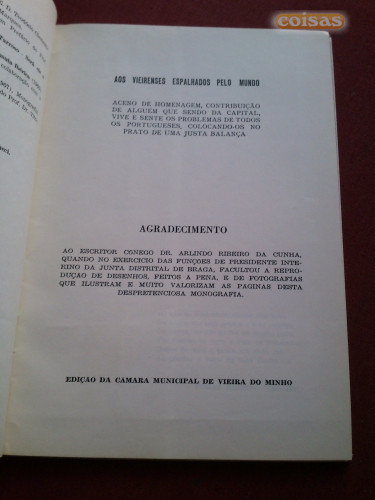 coisas
AOS VIEIRENSES ESPALHADOS PELO MUNDO
ACENO DE HOMENAGEM, CONTRIBUIÇÃO
DE ALGUEM QUE SENDO DA CAPITAL,
VIVE E SENTE OS PROBLEMAS DE TODOS
OS PORTUGUESES, COLOCANDO-OS NO
PRATO DE UMA JUSTA BALANÇA
AGRADECIMENTO
AO ESCRITOR CONEGO DR. ARLINDO RIBEIRO DA CUNHA,
QUANDO NO EXERCICIO DAS FUNÇÕES DE PRESIDENTE INTE-
RINO DA JUNTA DISTRITAL DE BRAGA, FACULTOU A REPRO-
DUÇÃO DE DESENHOS, FEITOS A PENA, E DE FOTOGRAFIAS
QUE ILUSTRAM E MUITO VALORIZAM AS PAGINAS DESTA
DESPRETENCIOSA MONOGRAFIA.
EDIÇÃO DA CAMARA MUNICIPAL DE VIEIRA DO MINHO